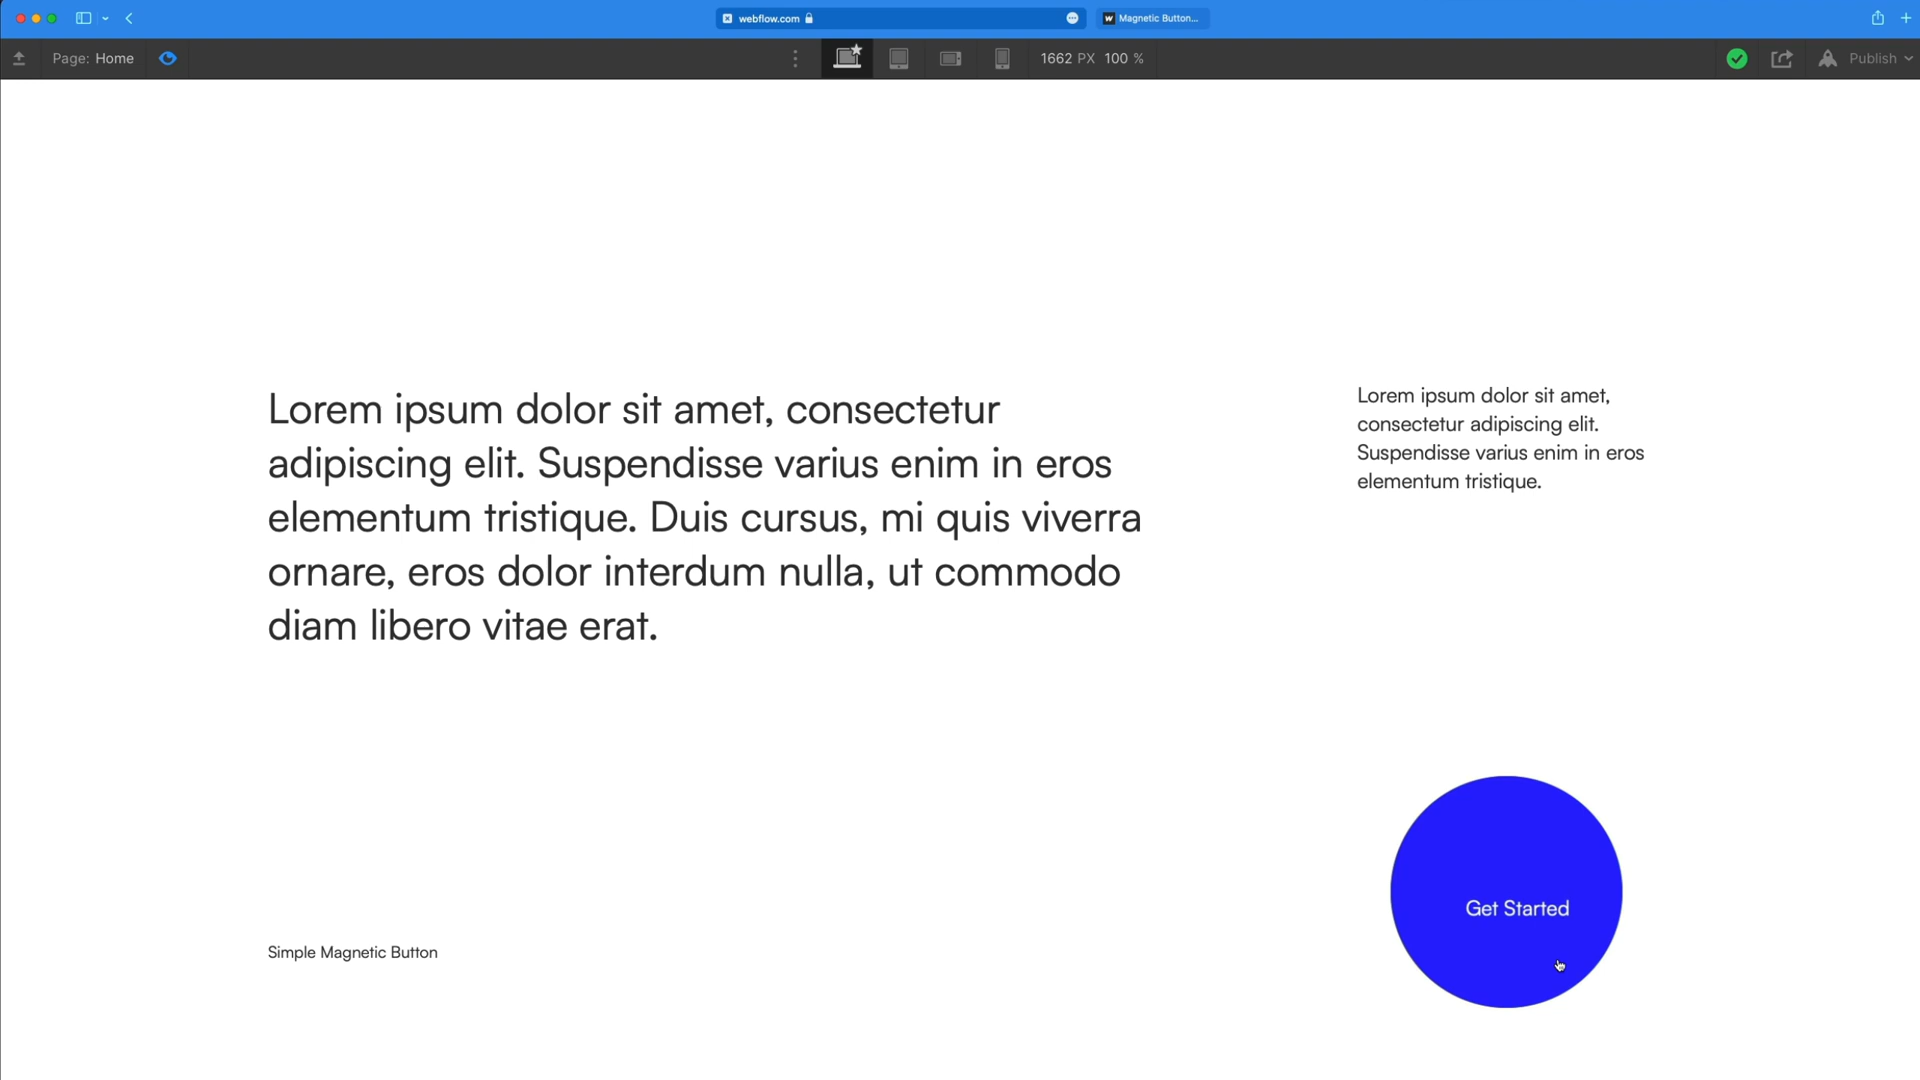 webflow.com
Magnetic Button...
Page: Home
1662 PX 100 %
Publish
Lorem ipsum dolor sit amet, consectetur
adipiscing elit. Suspendisse varius enim in eros
elementum tristique. Duis cursus, mi quis viverra
ornare, eros dolor interdum nulla, ut commodo
diam libero vitae erat.
Lorem ipsum dolor sit amet,
consectetur adipiscing elit.
Suspendisse varius enim in eros
elementum tristique.
Get Started
Simple Magnetic Button